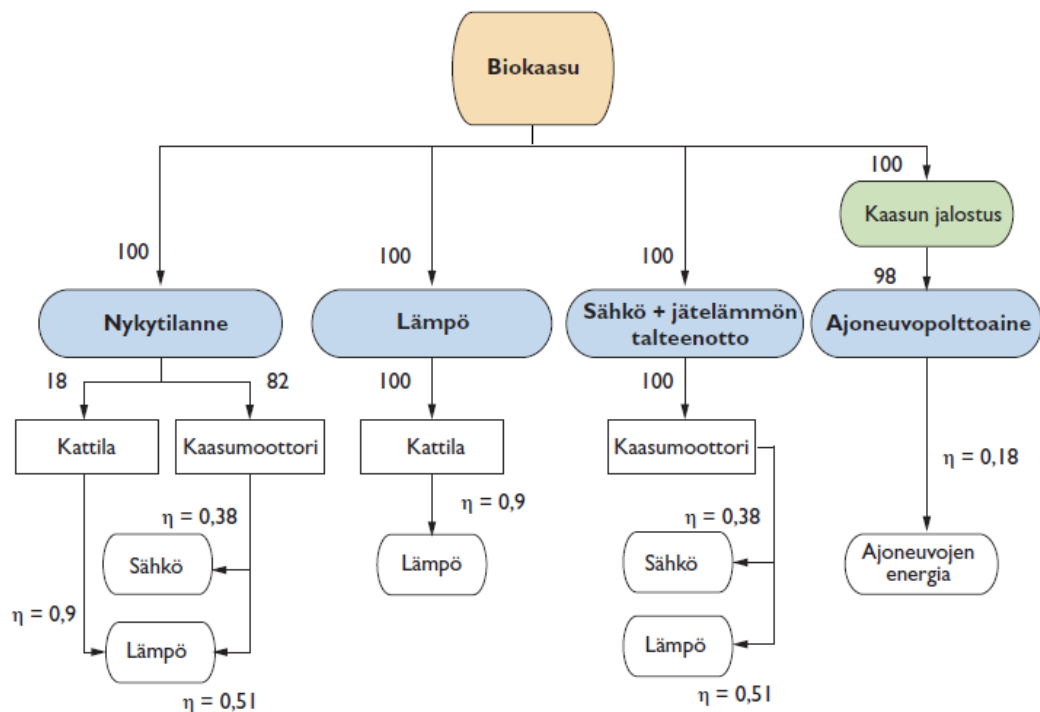 Biokaasu
100
Kaasun jalostus
100
100
100
98
Nykytilanne
Lämpö
Sähkö + jätelämmön
talteenotto
Ajoneuvopolttoaine
18
82
100
100
Kattila
Kaasumoottori
Kattila
Kaasumoottori
η = 0,18
η = 0,38
η = 0,9
η = 0,38
Sähkö
Lämpö
Sähkö
Ajoneuvojen
energia
η = 0,9
Lämpö
Lämpö
η = 0,51
η = 0,51